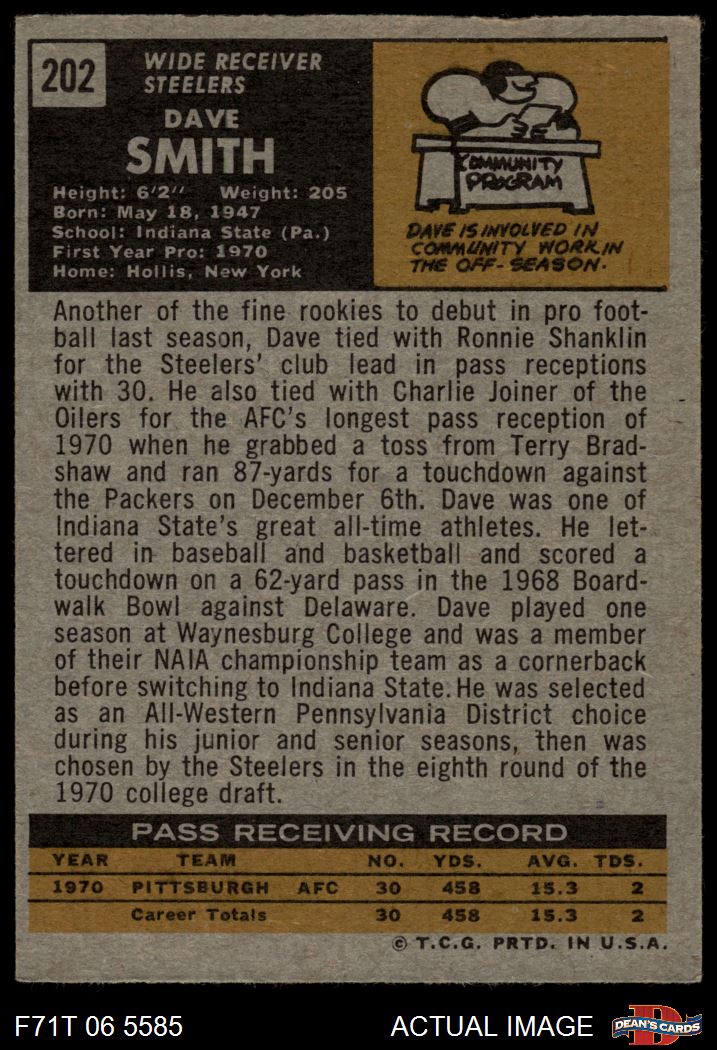 202
WIDE RECEIVER
STEELERS
DAVE
SMITH
Height: 6'2" Weight: 205
Born: May 18, 1947
School: Indiana State (Pa.)
First Year Pro: 1970
Home: Hollis, New York
COMMUNITY
PROGRAM
DAVE IS INVOLVED IN
COMMUNITY WORK IN
THE OFF-SEASON.
Another of the fine rookies to debut in pro foot-
ball last season, Dave tied with Ronnie Shanklin
for the Steelers' club lead in pass receptions
with 30. He also tied with Charlie Joiner of the
Oilers for the AFC's longest pass reception of
1970 when he grabbed a toss from Terry Brad-
shaw and ran 87-yards for a touchdown against
the Packers on December 6th. Dave was one of
Indiana State's great all-time athletes. He let-
tered in baseball and basketball and scored a
touchdown on a 62-yard pass in the 1968 Board-
walk Bowl against Delaware. Dave played one
season at Waynesburg College and was a member
of their NAIA championship team as a cornerback
before switching to Indiana State. He was selected
as an All-Western Pennsylvania District choice
during his junior and senior seasons, then was
chosen by the Steelers in the eighth round of the
1970 college draft.
PASS RECEIVING RECORD
YEAR TEAM NO. YDS. AVG. TDS.
1970 PITTSBURGH AFC 30 458 15.3 2
Career Totals 30 458 15.3 2
© T.C.G. PRTD. IN U.S.A.
F71T 06 5585 ACTUAL IMAGE DEAN'S CARDS